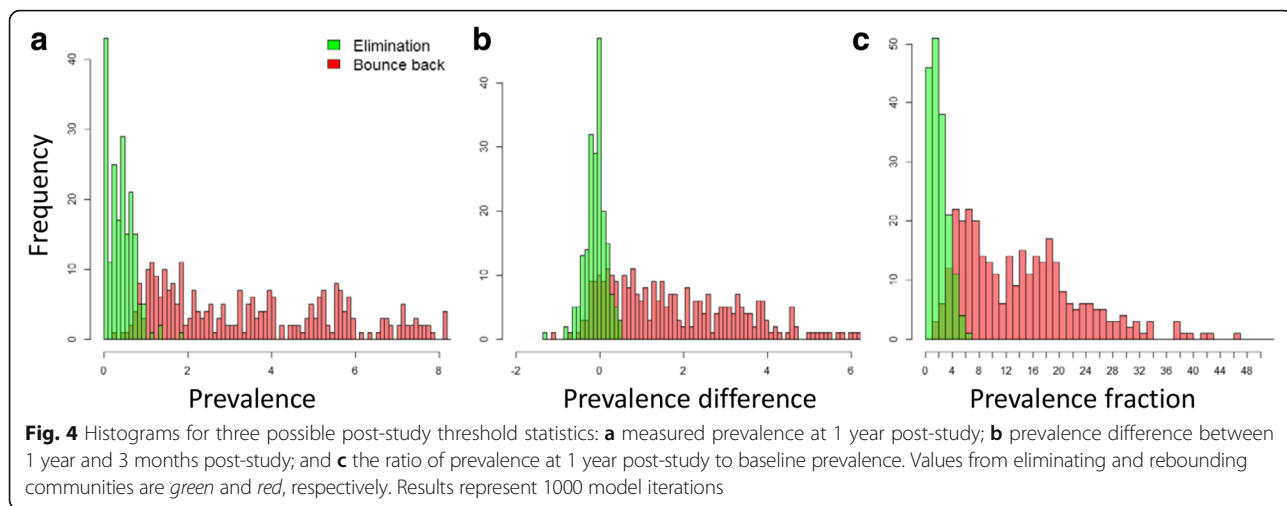 a
b
c
Elimination
Bounce back
Frequency
0 10 20 30 40
0 2 4 6 8
Prevalence
0 10 20 30 40
-2 0 2 4 6
Prevalence difference
0 10 20 30 40 50
0 4 8 12 16 20 24 28 32 36 40 44 48
Prevalence fraction
Fig. 4 Histograms for three possible post-study threshold statistics: a measured prevalence at 1 year post-study; b prevalence difference between
1 year and 3 months post-study; and c the ratio of prevalence at 1 year post-study to baseline prevalence. Values from eliminating and rebounding
communities are green and red, respectively. Results represent 1000 model iterations